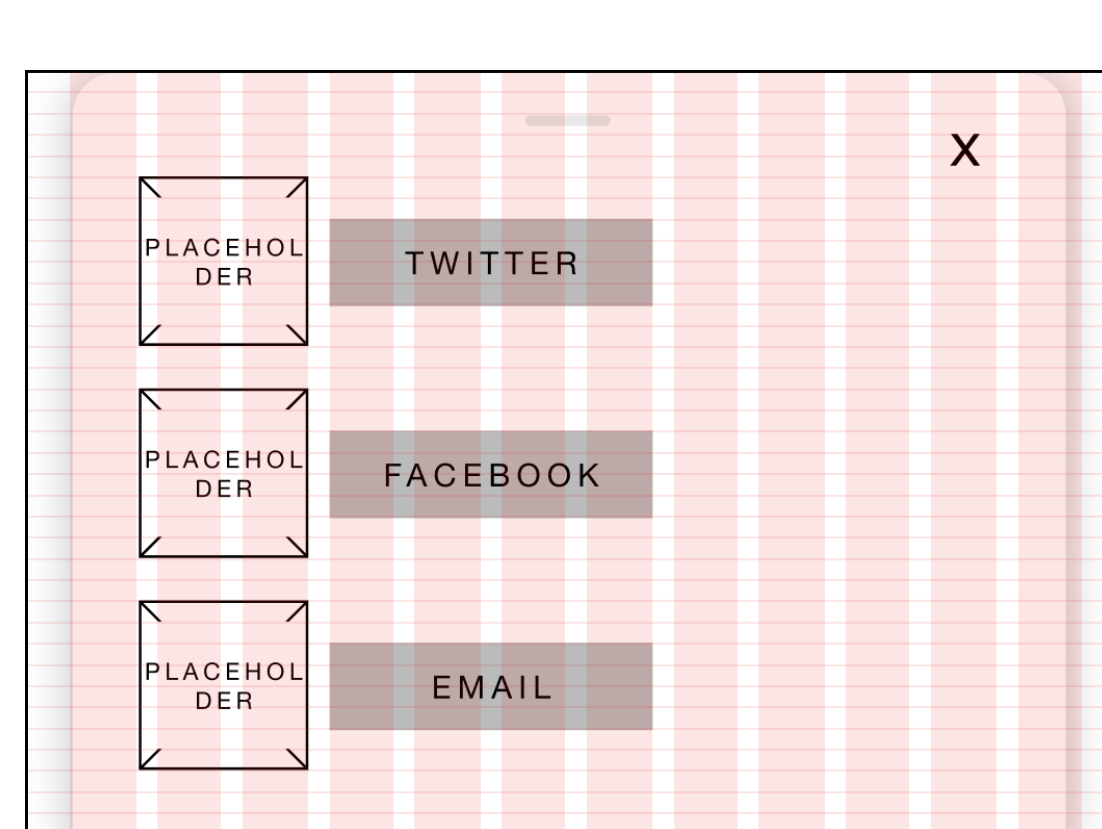 X
PLACEHOL
DER
TWITTER
PLACEHOL
DER
FACEBOOK
PLACEHOL
DER
EMAIL